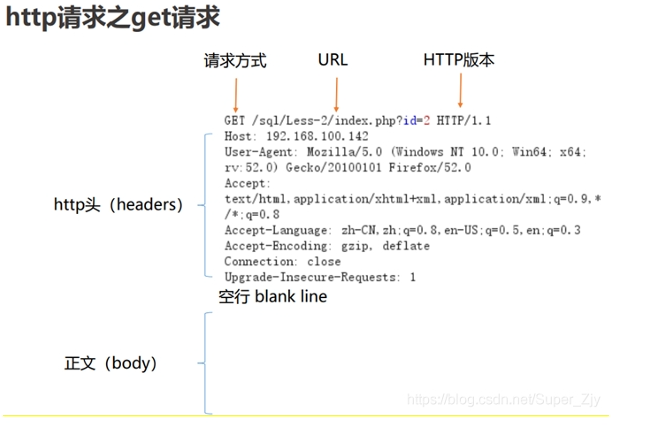 http请求之get请求
请求方式 URL HTTP版本
GET /sql/Less-2/index.php?id=2 HTTP/1.1
Host: 192.168.100.142
User-Agent: Mozilla/5.0 (Windows NT 10.0; Win64; x64;
rv:52.0) Gecko/20100101 Firefox/52.0
Accept:
text/html,application/xhtml+xml,application/xml;q=0.9,*
/*;q=0.8
Accept-Language: zh-CN,zh;q=0.8,en-US;q=0.5,en;q=0.3
Accept-Encoding: gzip, deflate
Connection: close
Upgrade-Insecure-Requests: 1
http头（headers）
空行 blank line
正文（body）
https://blog.csdn.net/Super_Zjy